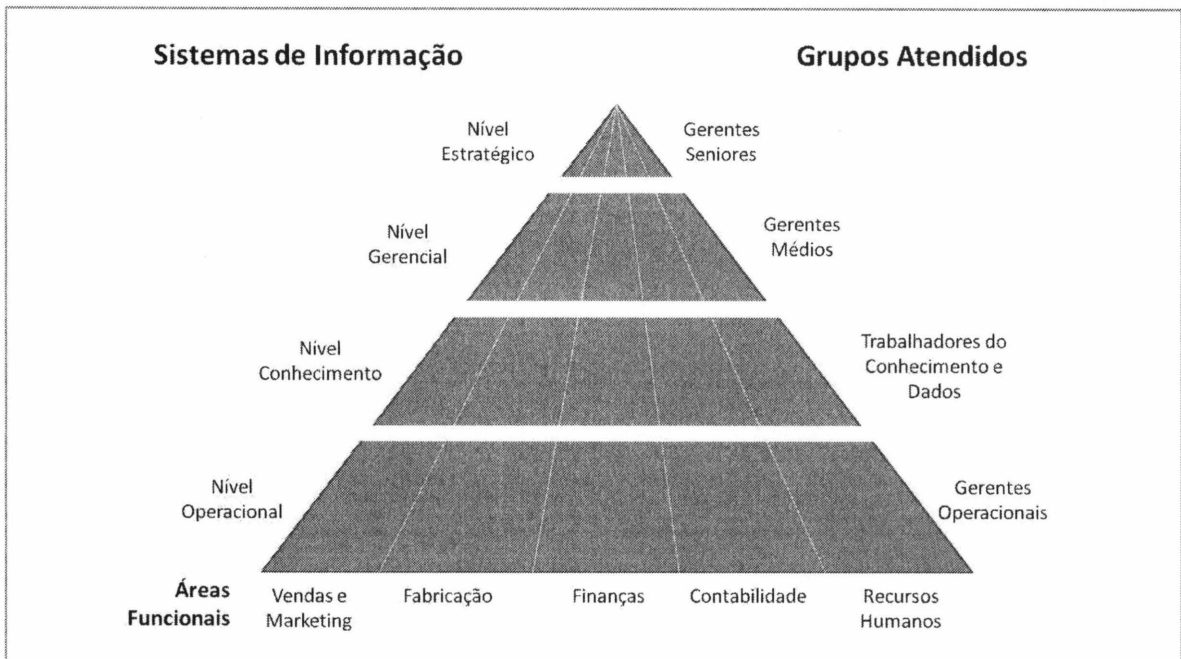 Sistemas de Informação
Grupos Atendidos
Nível
Estratégico
Gerentes
Seniores
Nível
Gerencial
Gerentes
Médios
Nível
Conhecimento
Trabalhadores do
Conhecimento e
Dados
Nível
Operacional
Gerentes
Operacionais
Áreas
Funcionais
Vendas e
Marketing
Fabricação
Finanças
Contabilidade
Recursos
Humanos